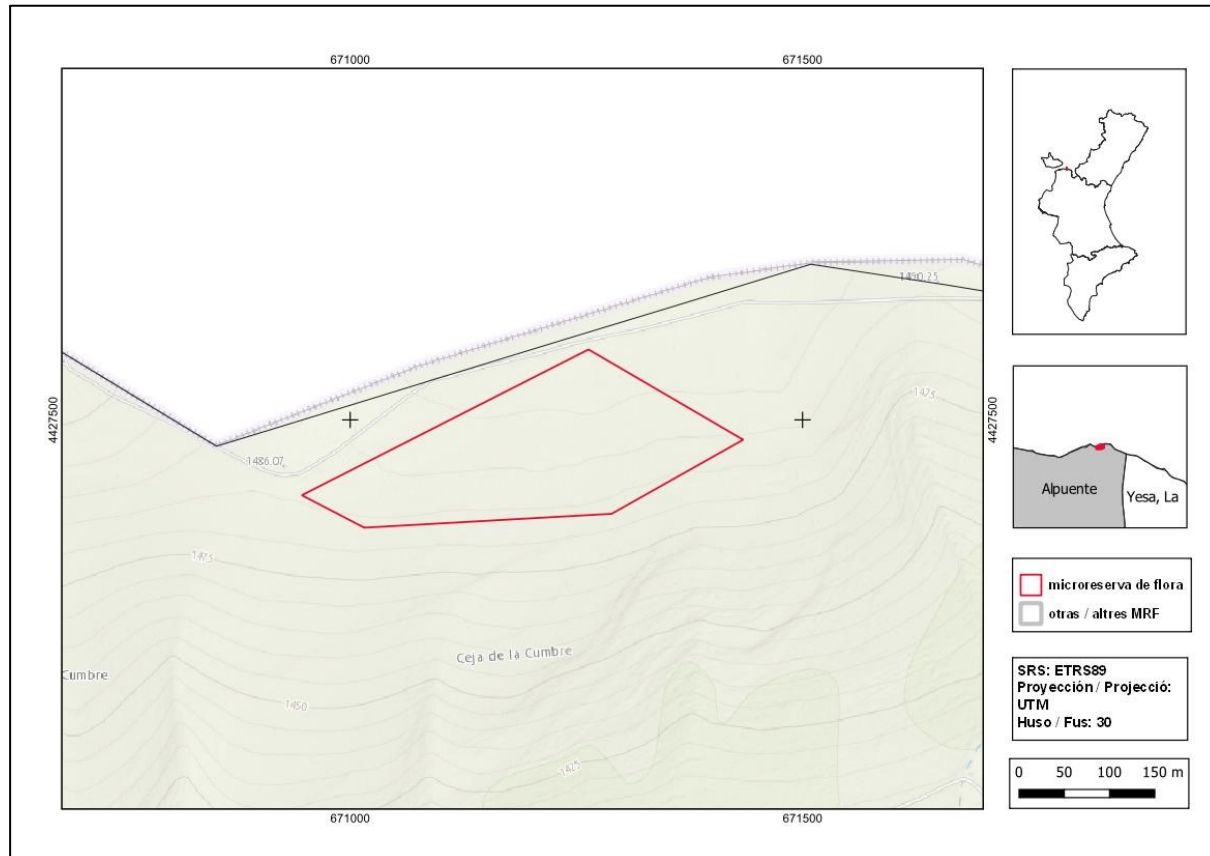 671000
671500
4427500
4427500
1490.25
1475
1486.07
1475
Ceja de la Cumbre
Cumbre
1450
1425
671000
671500
Alpuente
Yesa, La
microreserva de flora
otras / altres MRF
SRS: ETRS89
Proyección / Projecció:
UTM
Huso / Fus: 30
0 50 100 150 m